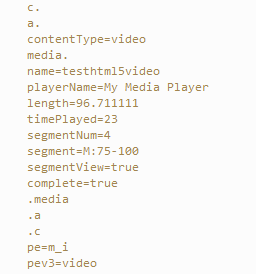 c.
a.
contentType=video
media.
name=testhtml5video
playerName=My Media Player
length=96.711111
timePlayed=23
segmentNum=4
segment=M:75-100
segmentView=true
complete=true
.media
.a
.c
pe=m_i
pev3=video